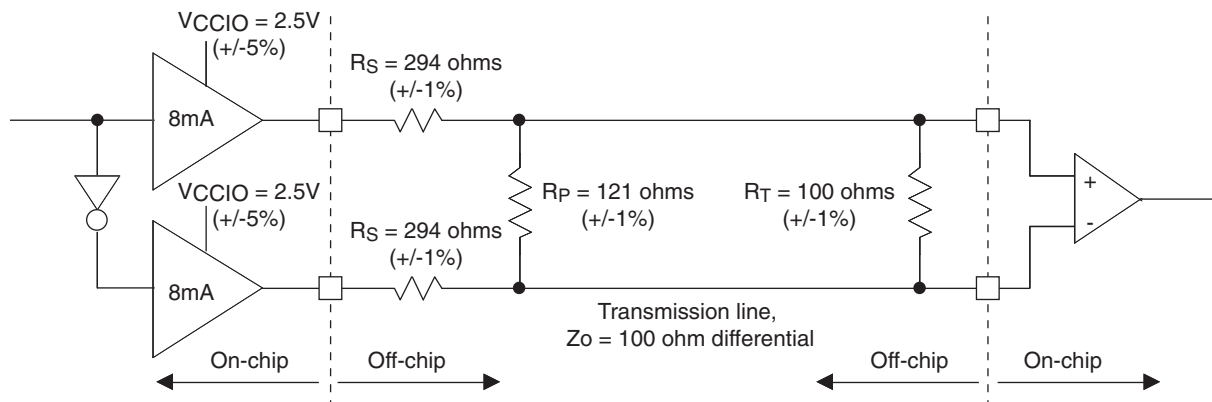 VCCIO = 2.5V
(+/-5%)
8mA
RS = 294 ohms
(+/-1%)
VCCIO = 2.5V
(+/-5%)
8mA
RS = 294 ohms
(+/-1%)
RP = 121 ohms
(+/-1%)
RT = 100 ohms
(+/-1%)
+
-
Transmission line,
Zo = 100 ohm differential
On-chip
Off-chip
Off-chip
On-chip